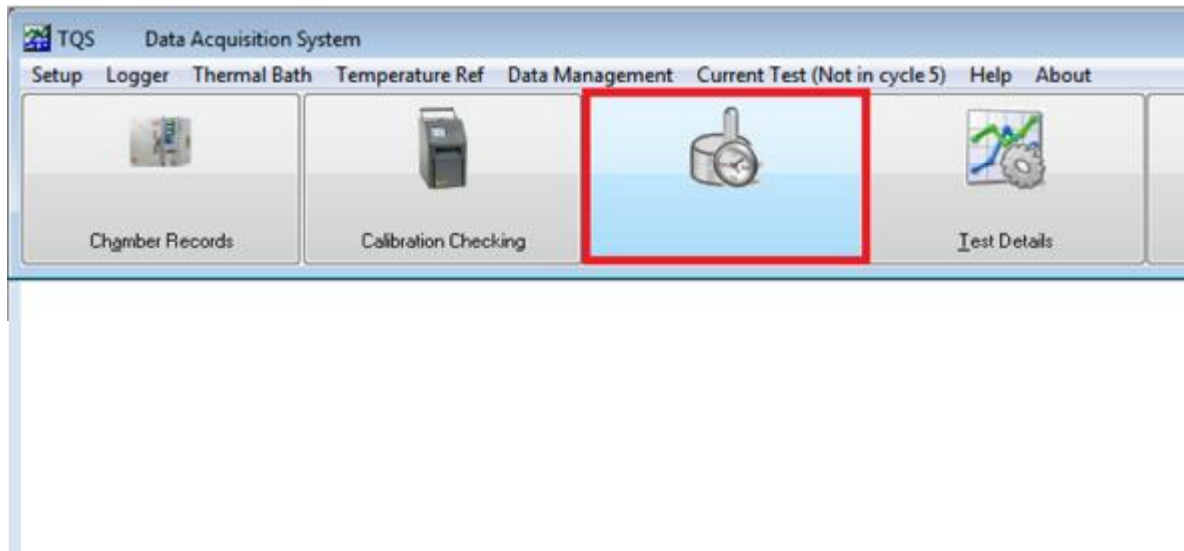 TQS Data Acquisition System
Setup Logger Thermal Bath Temperature Ref Data Management Current Test (Not in cycle 5) Help About
Chamber Records Calibration Checking Test Details